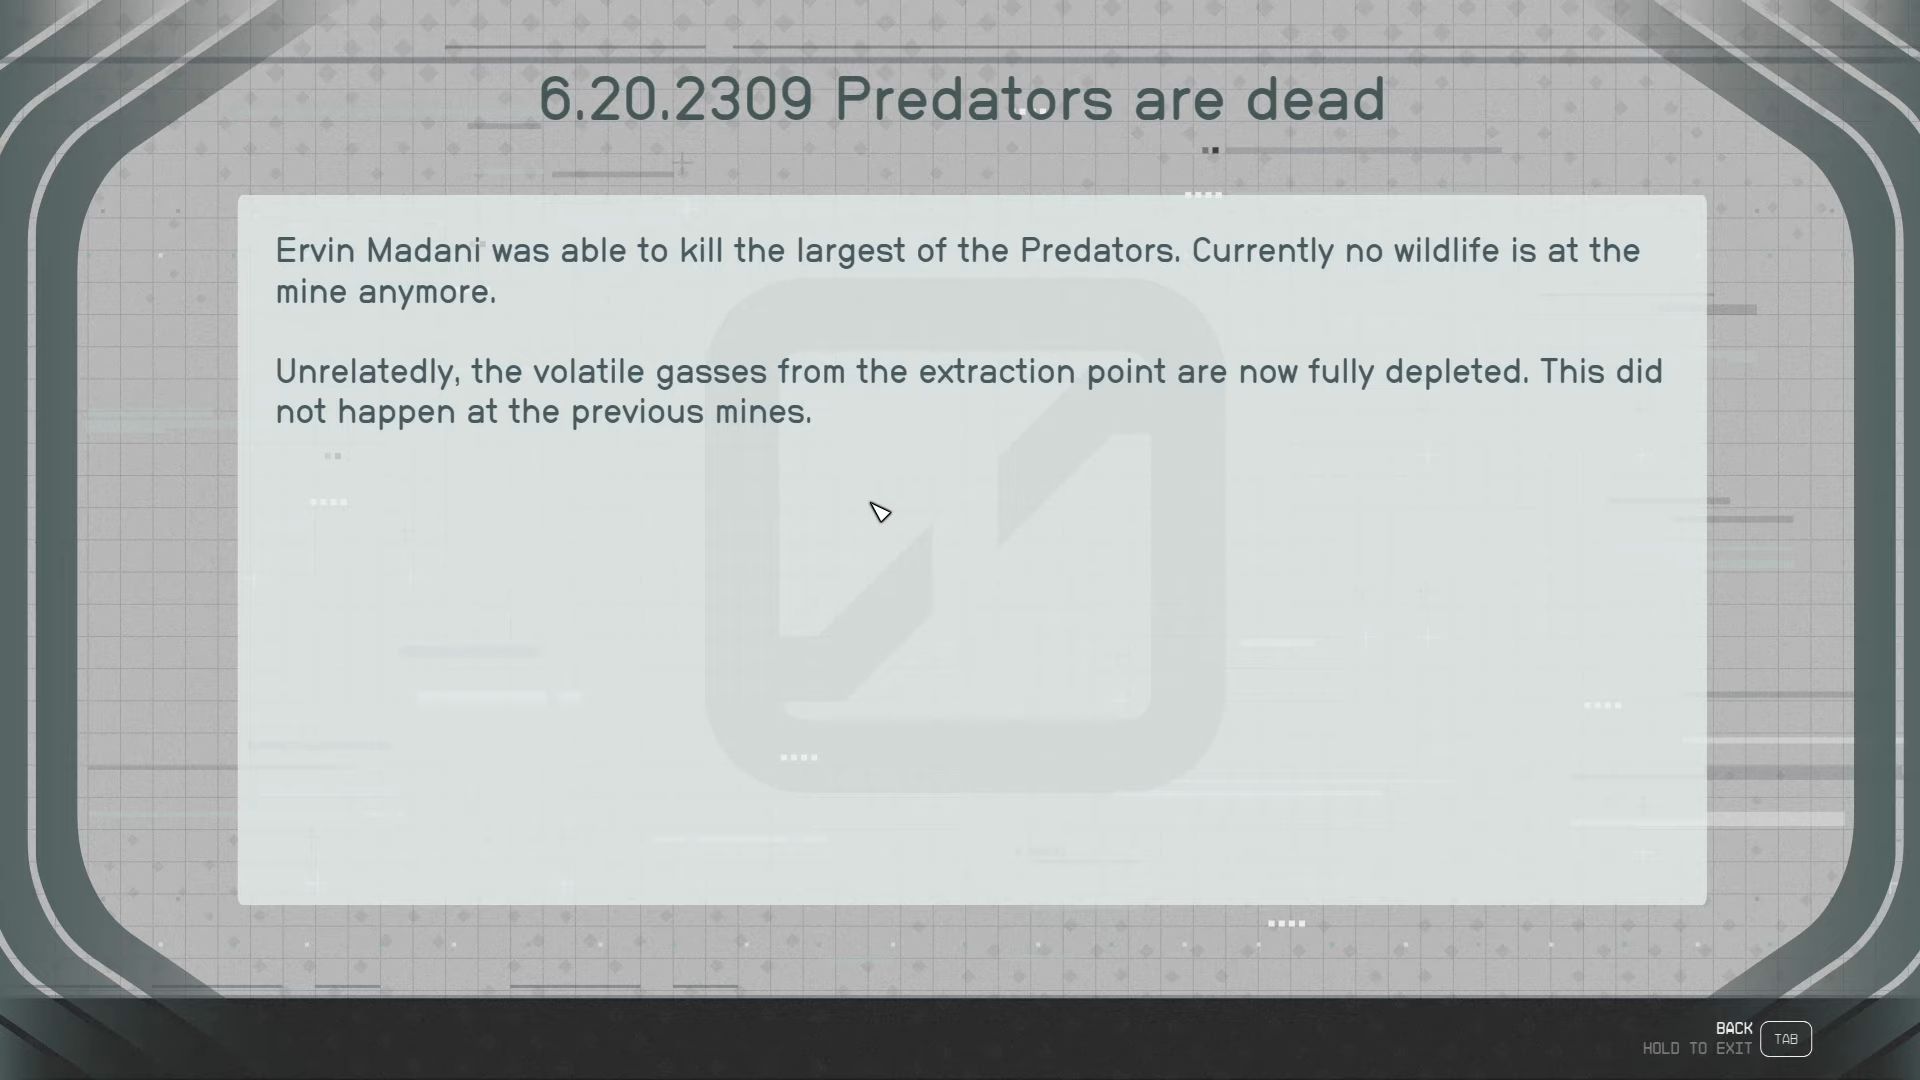 6.20.2309 Predators are dead
Ervin Madani was able to kill the largest of the Predators. Currently no wildlife is at the
mine anymore.
Unrelatedly, the volatile gasses from the extraction point are now fully depleted. This did
not happen at the previous mines.
BACK
HOLD TO EXIT
TAB